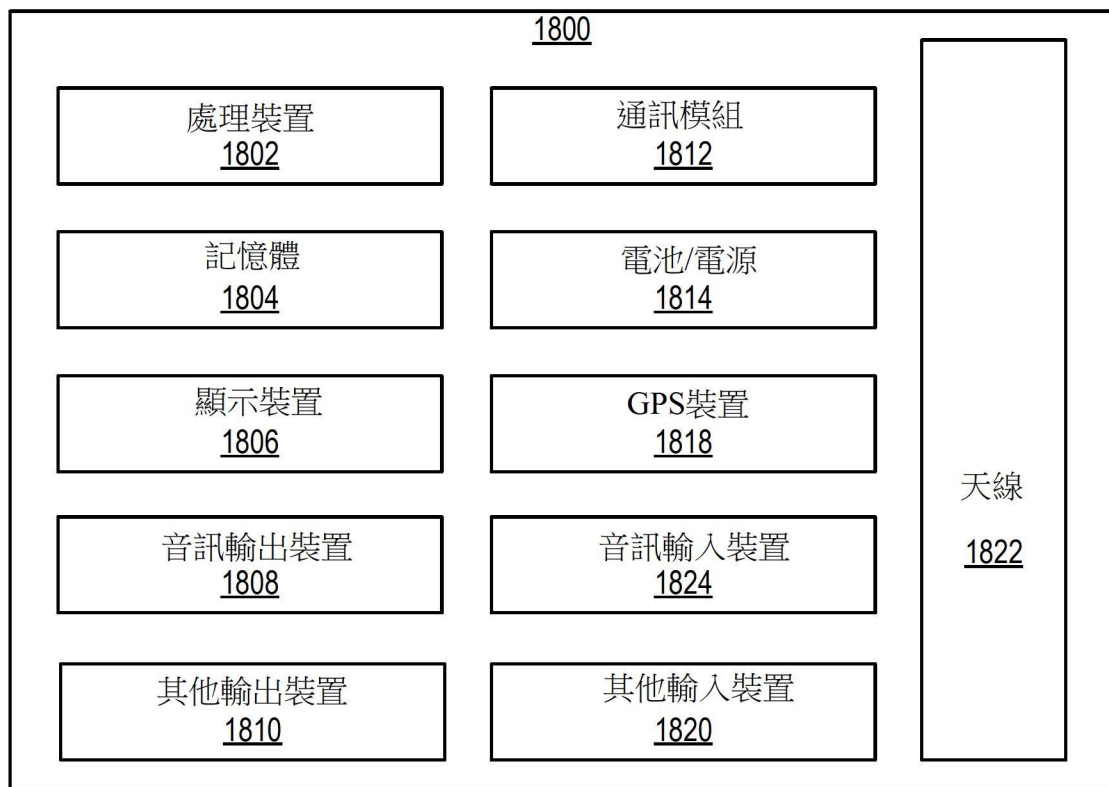 1800
處理裝置
1802
通訊模組
1812
記憶體
1804
電池/電源
1814
顯示裝置
1806
GPS裝置
1818
音訊輸出裝置
1808
音訊輸入裝置
1824
其他輸出裝置
1810
其他輸入裝置
1820
天線
1822